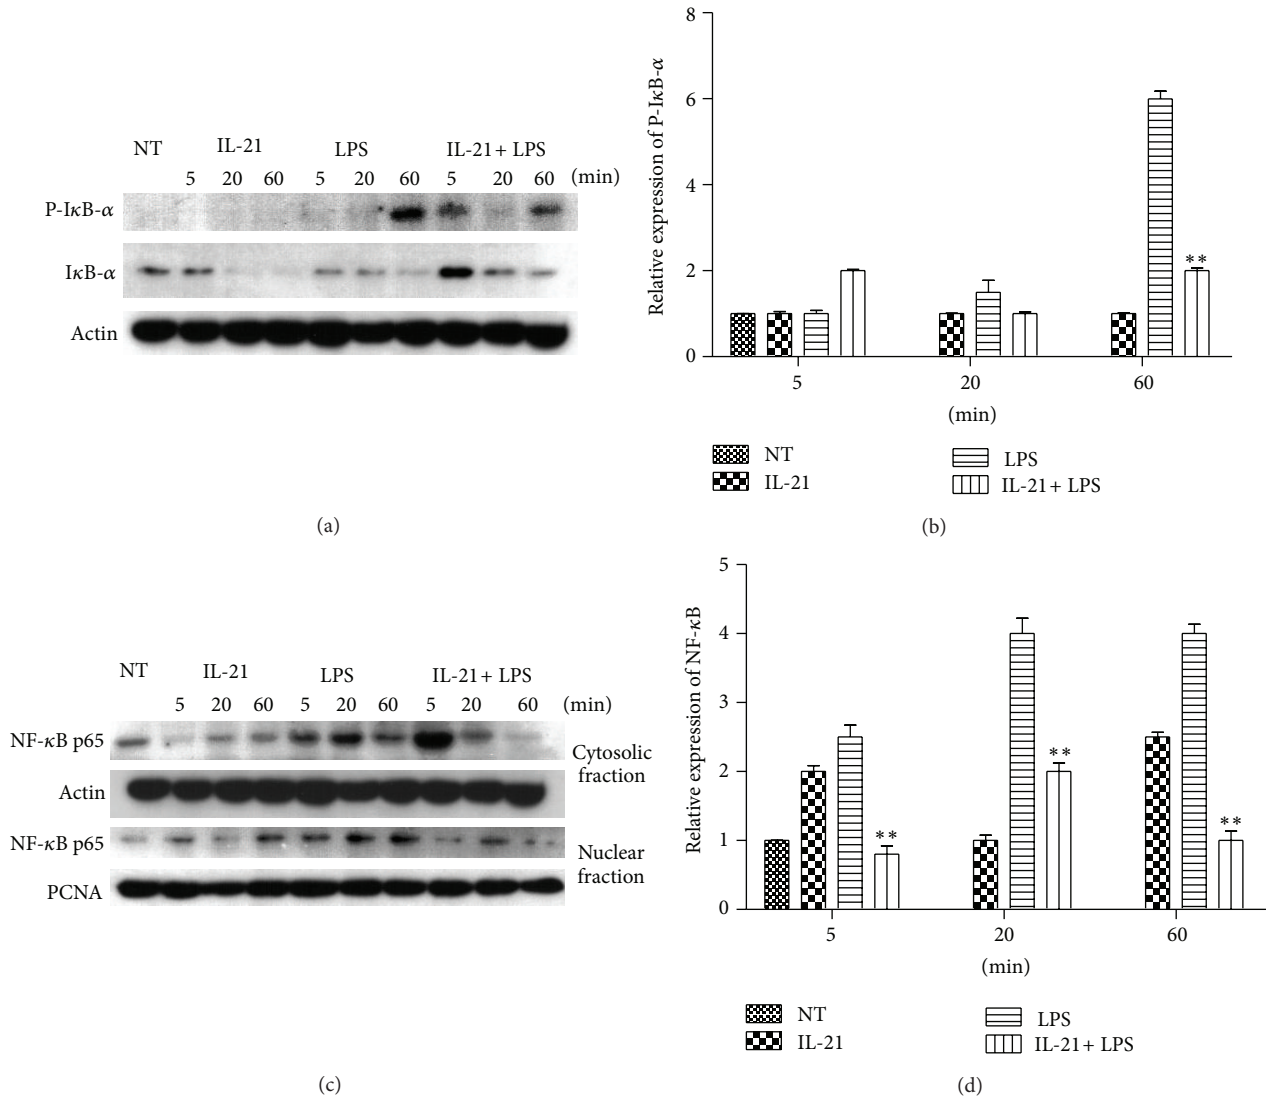 NT IL-21 LPS IL-21 + LPS
5 20 60 5 20 60 5 20 60 (min)
P-IκB-α
IκB-α
Actin
(a)
Relative expression of P-IκB-α
8
6
4
2
0
**
5 20 60
(min)
NT
IL-21
LPS
IL-21 + LPS
(b)
NT IL-21 LPS IL-21 + LPS
5 20 60 5 20 60 5 20 60 (min)
NF-κB p65
Actin
Cytosolic
fraction
NF-κB p65
PCNA
Nuclear
fraction
(c)
Relative expression of NF-κB
5
4
3
2
1
0
**
**
**
5 20 60
(min)
NT
IL-21
LPS
IL-21 + LPS
(d)